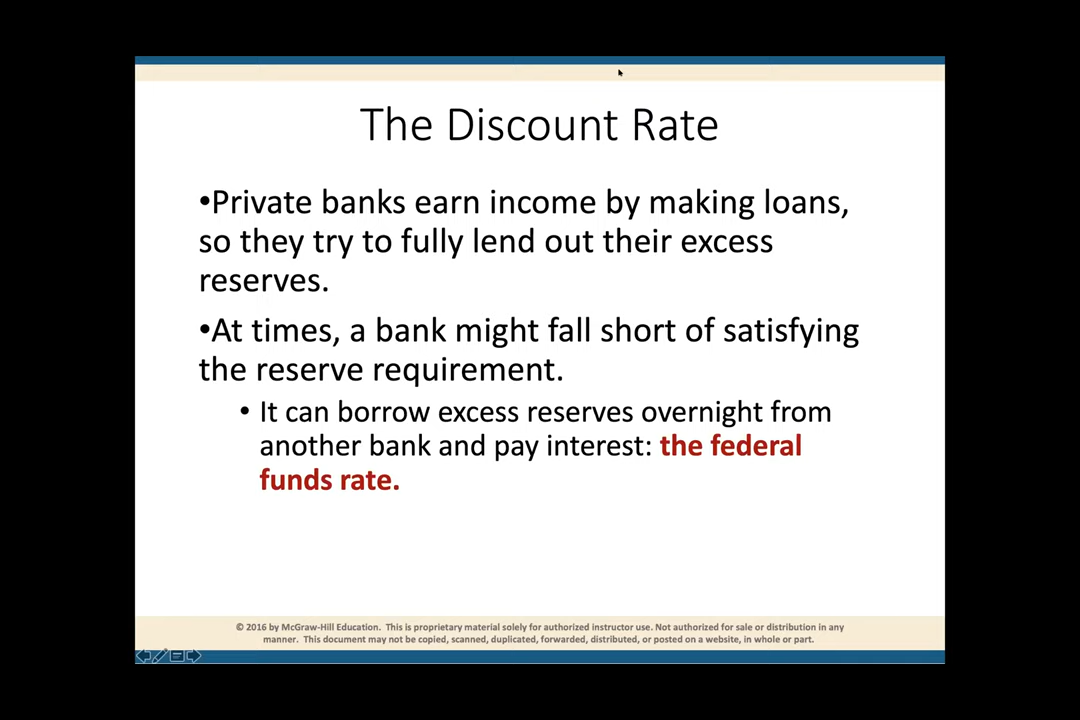 The Discount Rate
•Private banks earn income by making loans,
so they try to fully lend out their excess
reserves.
•At times, a bank might fall short of satisfying
the reserve requirement.
• It can borrow excess reserves overnight from
another bank and pay interest: the federal
funds rate.
© 2016 by McGraw-Hill Education. This is proprietary material solely for authorized instructor use. Not authorized for sale or distribution in any
manner. This document may not be copied, scanned, duplicated, forwarded, distributed, or posted on a website, in whole or part.